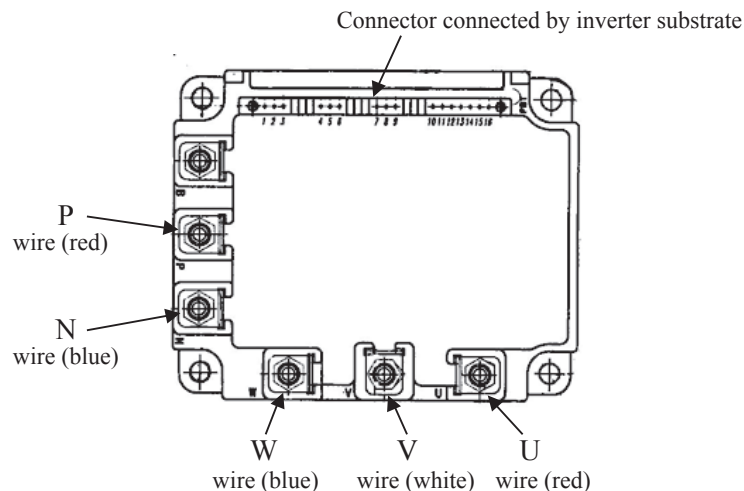 Connector connected by inverter substrate
1 2 3 4 5 6 7 8 9 10 11 12 13 14 15 16
B
P
wire (red)
P
N
wire (blue)
N
W V U
W V U
wire (blue) wire (white) wire (red)